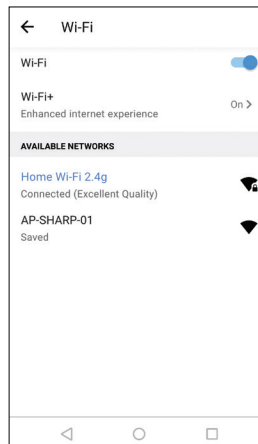 Wi-Fi
Wi-Fi
Wi-Fi+
Enhanced internet experience
On >
AVAILABLE NETWORKS
Home Wi-Fi 2.4g
Connected (Excellent Quality)
AP-SHARP-01
Saved